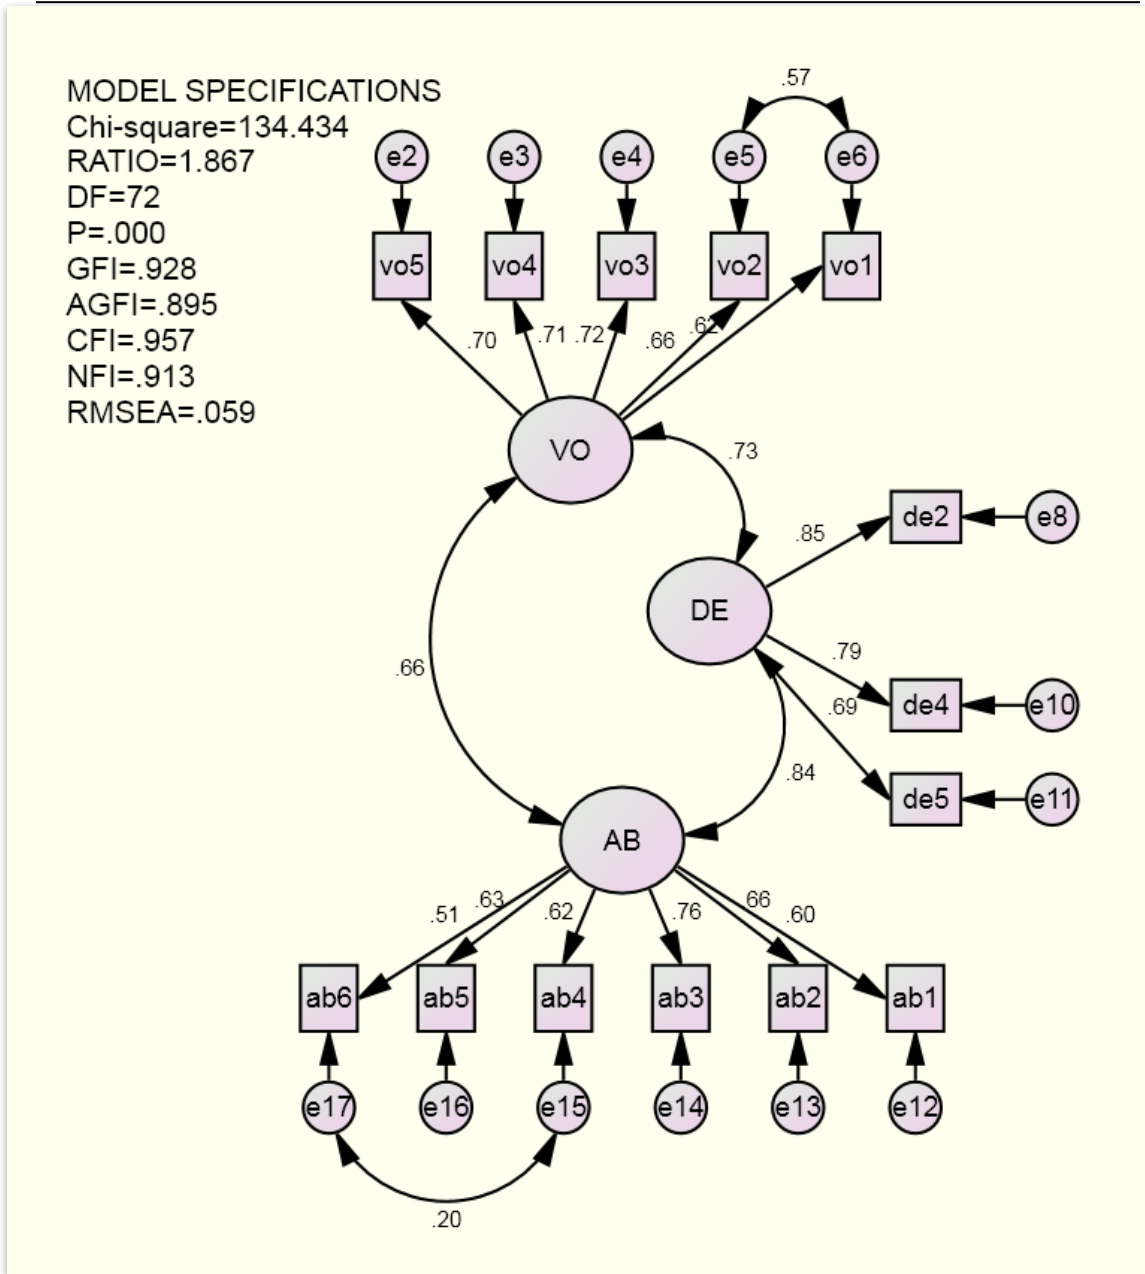 .57
MODEL SPECIFICATIONS
Chi-square=134.434
RATIO=1.867
DF=72
P=.000
GFI=.928
AGFI=.895
CFI=.957
NFI=.913
RMSEA=.059
e2 e3 e4 e5 e6
vo5 vo4 vo3 vo2 vo1
.70 .71 .72 .66 .62
VO
.73
de2 e8
.85
DE
.79
de4 e10
.69
.66
.84
de5 e11
AB
.51 .63 .62 .76 66 .60
ab6 ab5 ab4 ab3 ab2 ab1
e17 e16 e15 e14 e13 e12
.20